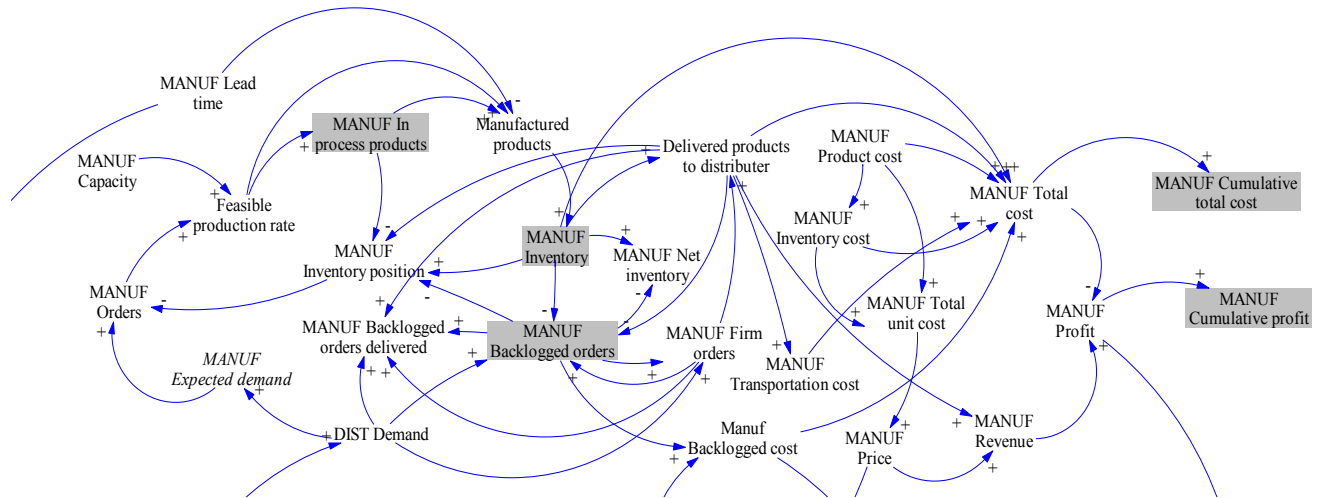 MANUF Lead
time
MANUF In
process products
Manufactured
products
MANUF
Capacity
Feasible
production rate
Delivered products
to distributer
MANUF
Product cost
MANUF Total
cost
MANUF Cumulative
total cost
MANUF
Inventory position
MANUF
Inventory
MANUF Net
inventory
MANUF
Inventory cost
MANUF
Orders
MANUF Backlogged
orders delivered
MANUF
Backlogged orders
MANUF Firm
orders
MANUF Total
unit cost
MANUF
Profit
MANUF
Cumulative profit
MANUF
Expected demand
MANUF
Transportation cost
DIST Demand
Manuf
Backlogged cost
MANUF
Price
MANUF
Revenue